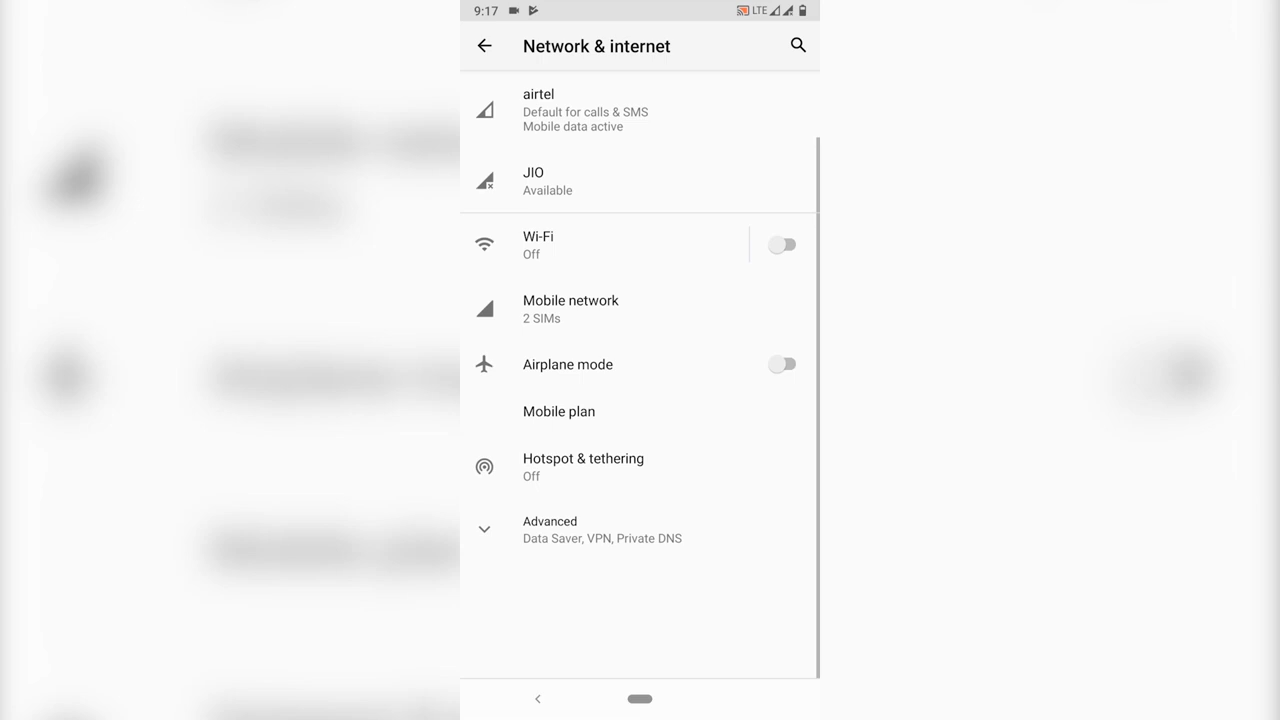 9:17 LTE
Network & internet
airtel
Default for calls & SMS
Mobile data active
JIO
Available
Wi-Fi
Off
Mobile network
2 SIMs
Airplane mode
Mobile plan
Hotspot & tethering
Off
Advanced
Data Saver, VPN, Private DNS